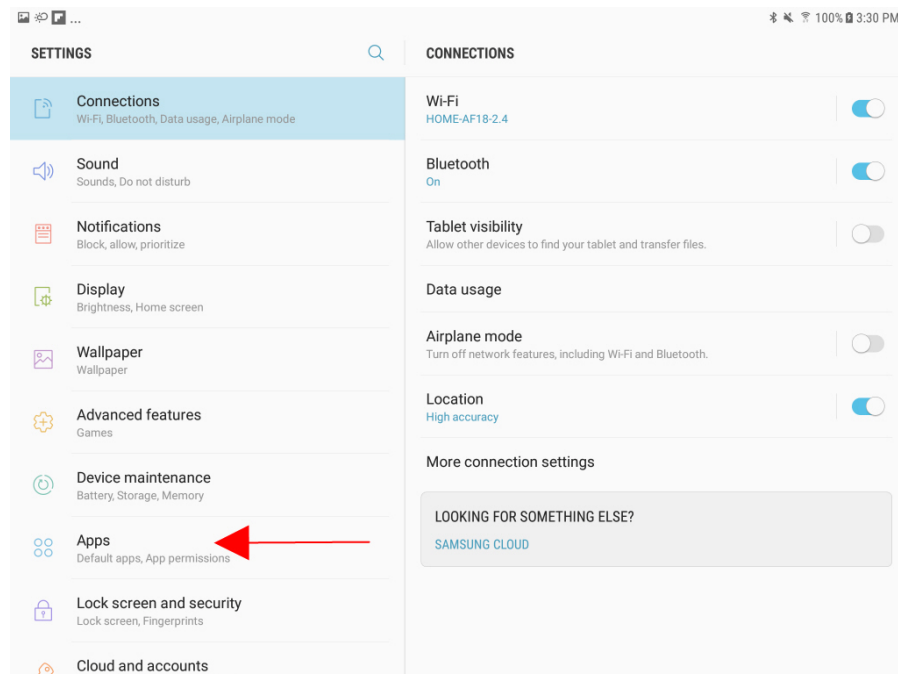 ... 100% 3:30 PM
SETTINGS
Connections
Wi-Fi, Bluetooth, Data usage, Airplane mode
Sound
Sounds, Do not disturb
Notifications
Block, allow, prioritize
Display
Brightness, Home screen
Wallpaper
Wallpaper
Advanced features
Games
Device maintenance
Battery, Storage, Memory
Apps
Default apps, App permissions
Lock screen and security
Lock screen, Fingerprints
Cloud and accounts
CONNECTIONS
Wi-Fi
HOME-AF18-2.4
Bluetooth
On
Tablet visibility
Allow other devices to find your tablet and transfer files.
Data usage
Airplane mode
Turn off network features, including Wi-Fi and Bluetooth.
Location
High accuracy
More connection settings
LOOKING FOR SOMETHING ELSE?
SAMSUNG CLOUD